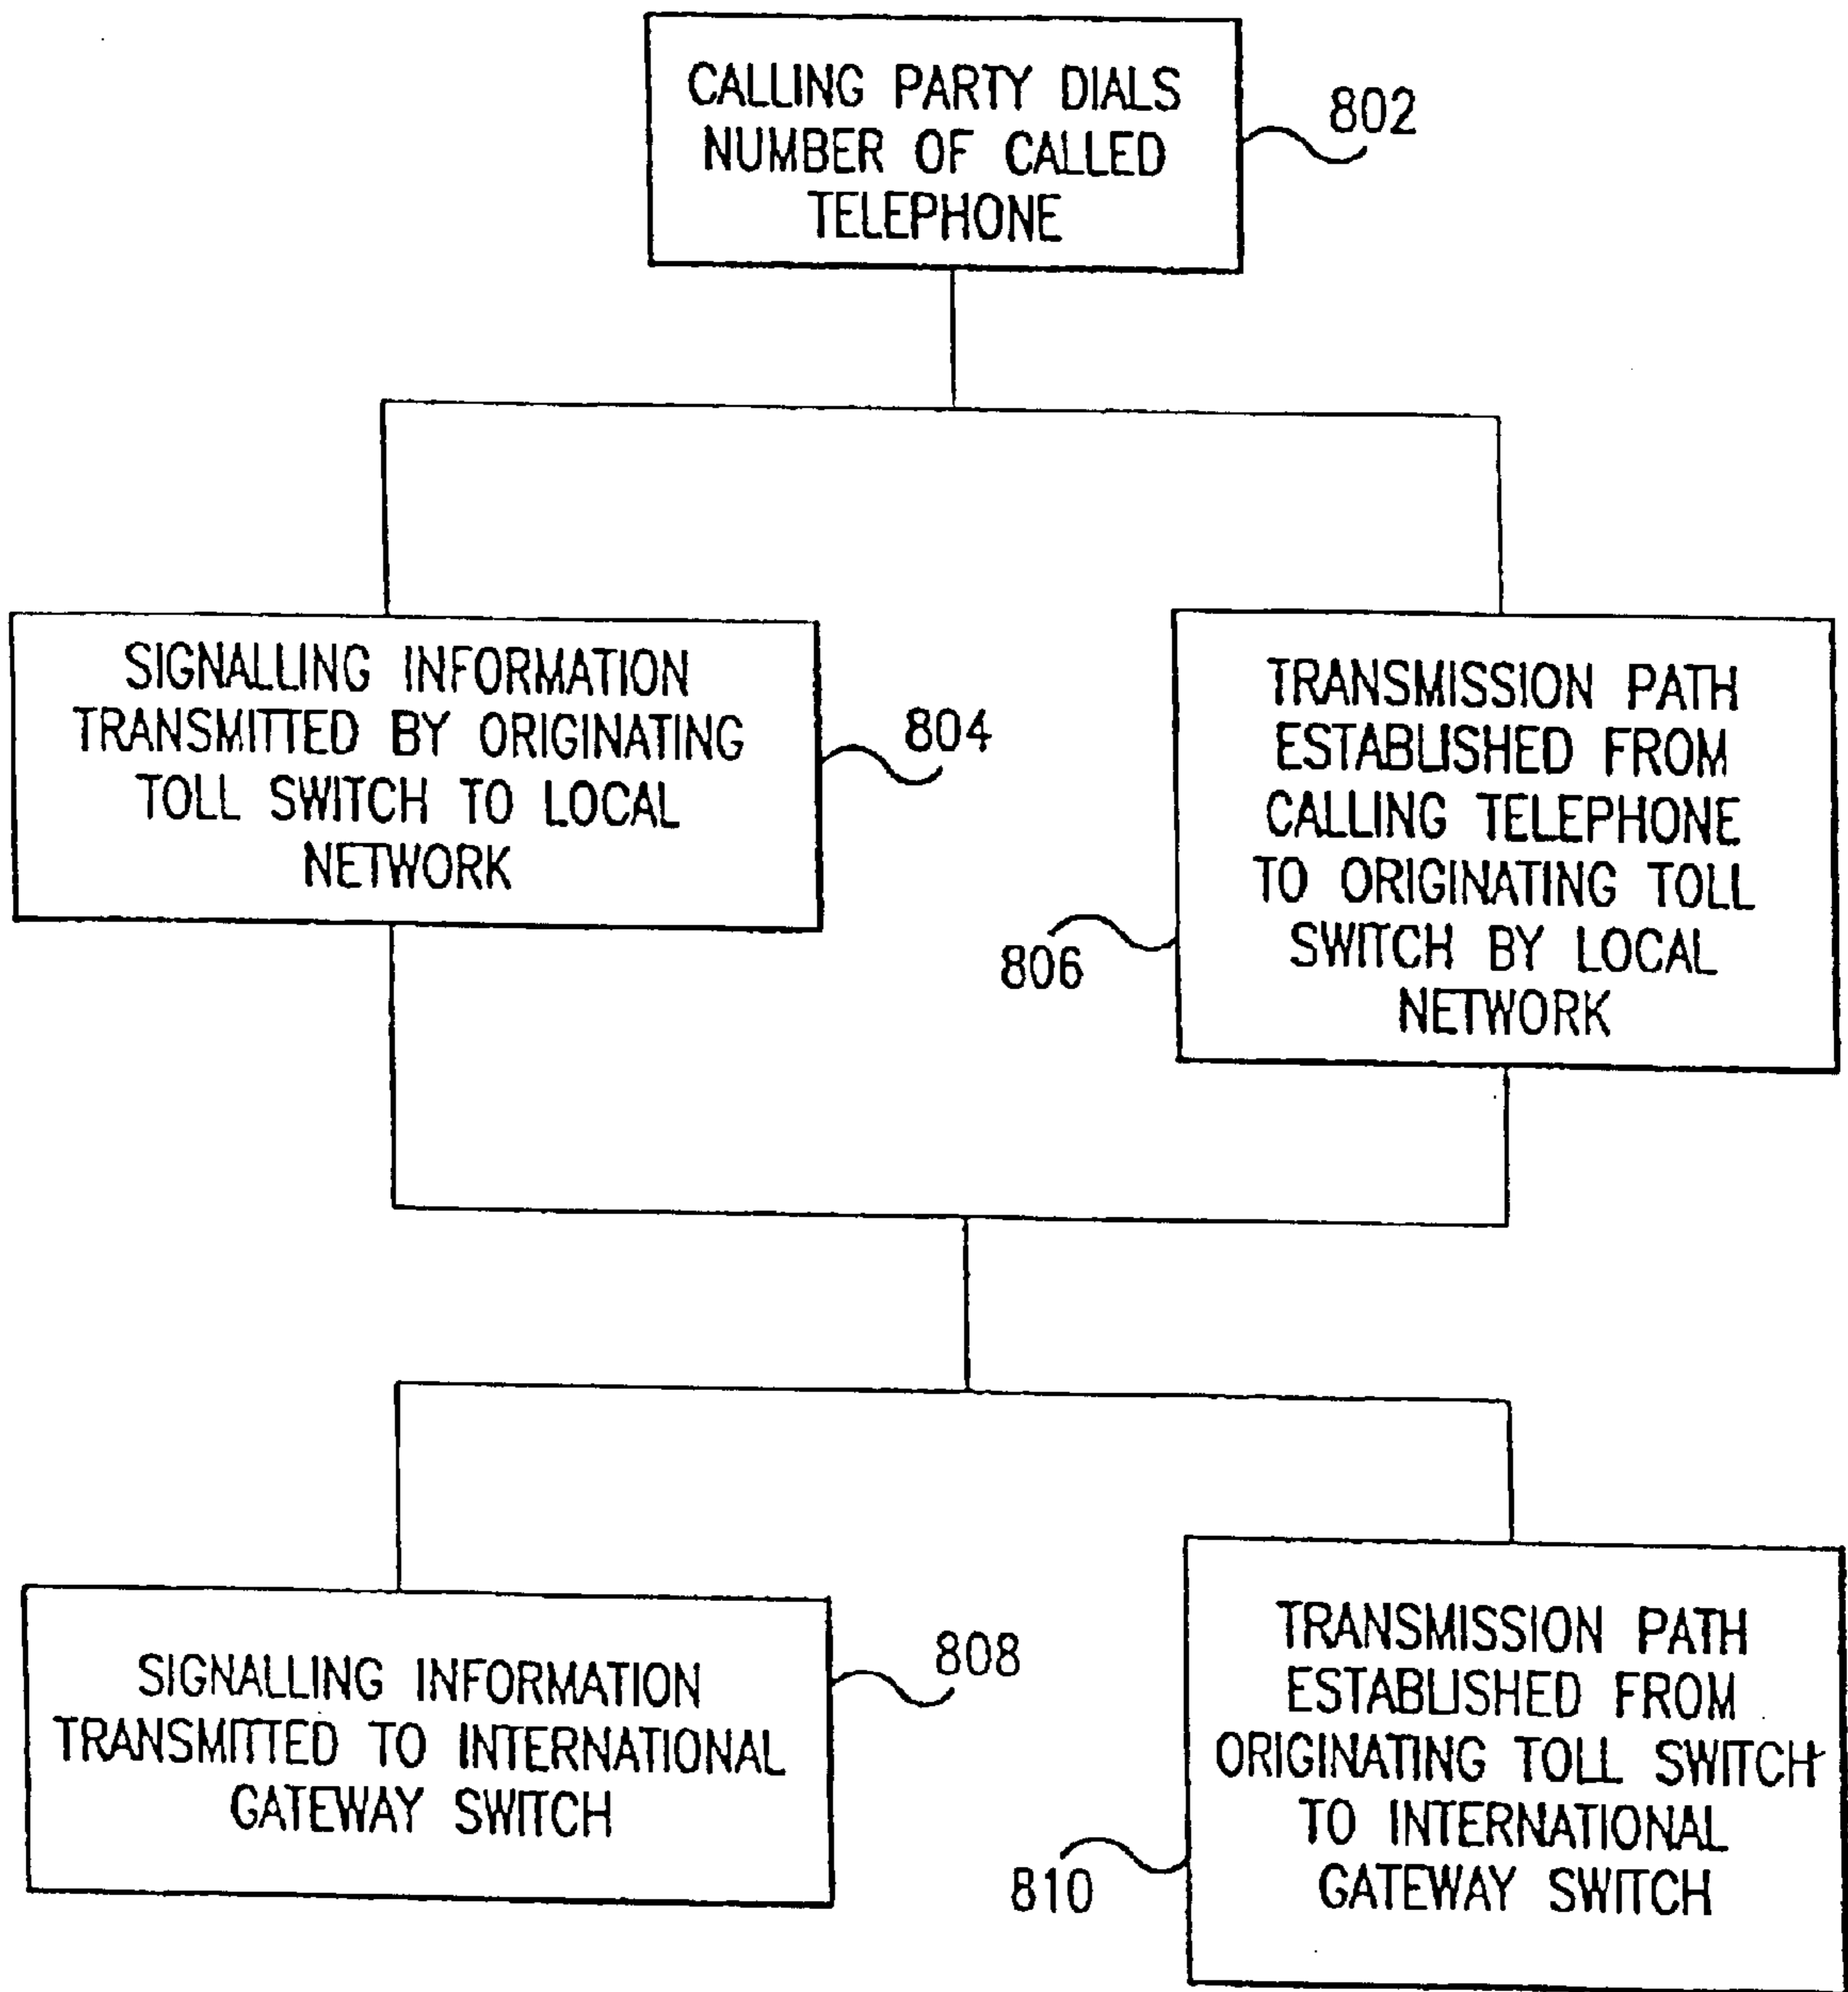 CALLING PARTY DIALS
NUMBER OF CALLED
TELEPHONE
802
SIGNALLING INFORMATION
TRANSMITTED BY ORIGINATING
TOLL SWITCH TO LOCAL
NETWORK
804
TRANSMISSION PATH
ESTABLISHED FROM
CALLING TELEPHONE
TO ORIGINATING TOLL
SWITCH BY LOCAL
NETWORK
806
SIGNALLING INFORMATION
TRANSMITTED TO INTERNATIONAL
GATEWAY SWITCH
808
TRANSMISSION PATH
ESTABLISHED FROM
ORIGINATING TOLL SWITCH
TO INTERNATIONAL
GATEWAY SWITCH
810